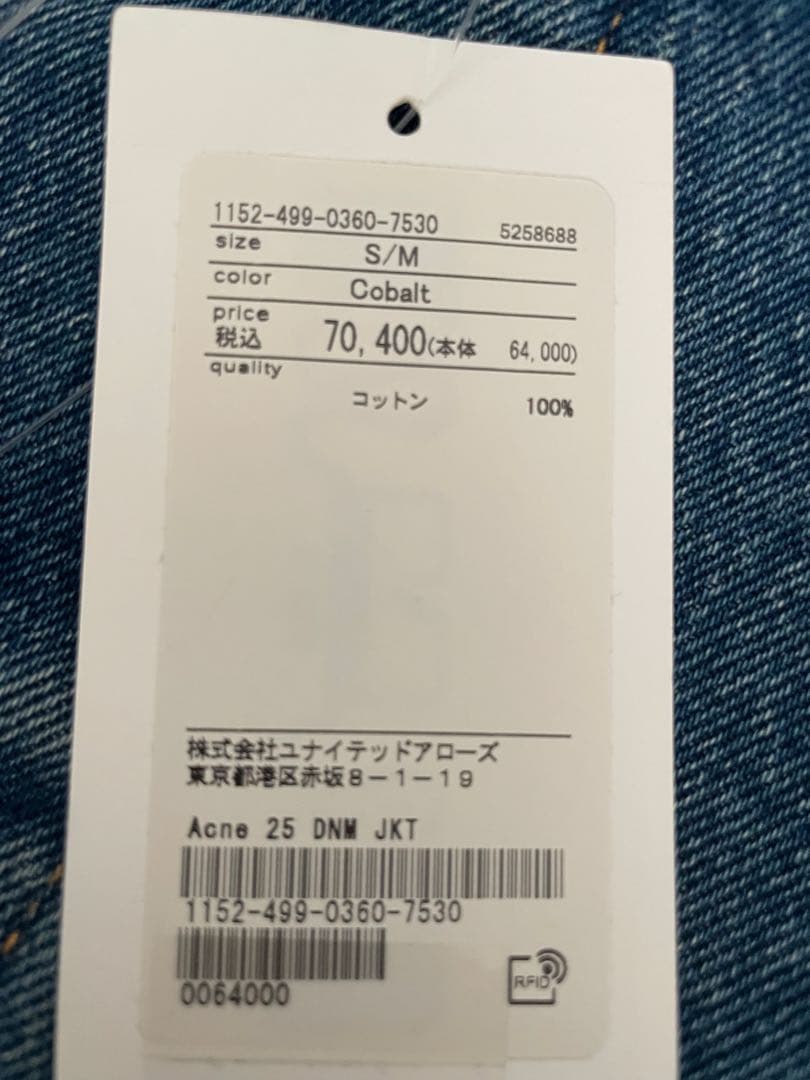 1152-499-0360-7530 5258688
size S/M
color Cobalt
price
税込 70,400(本体 64,000)
quality
コットン 100%
株式会社ユナイテッドアローズ
東京都港区赤坂8-1-19
Acne 25 DNM JKT
1152-499-0360-7530
0064000
RFID